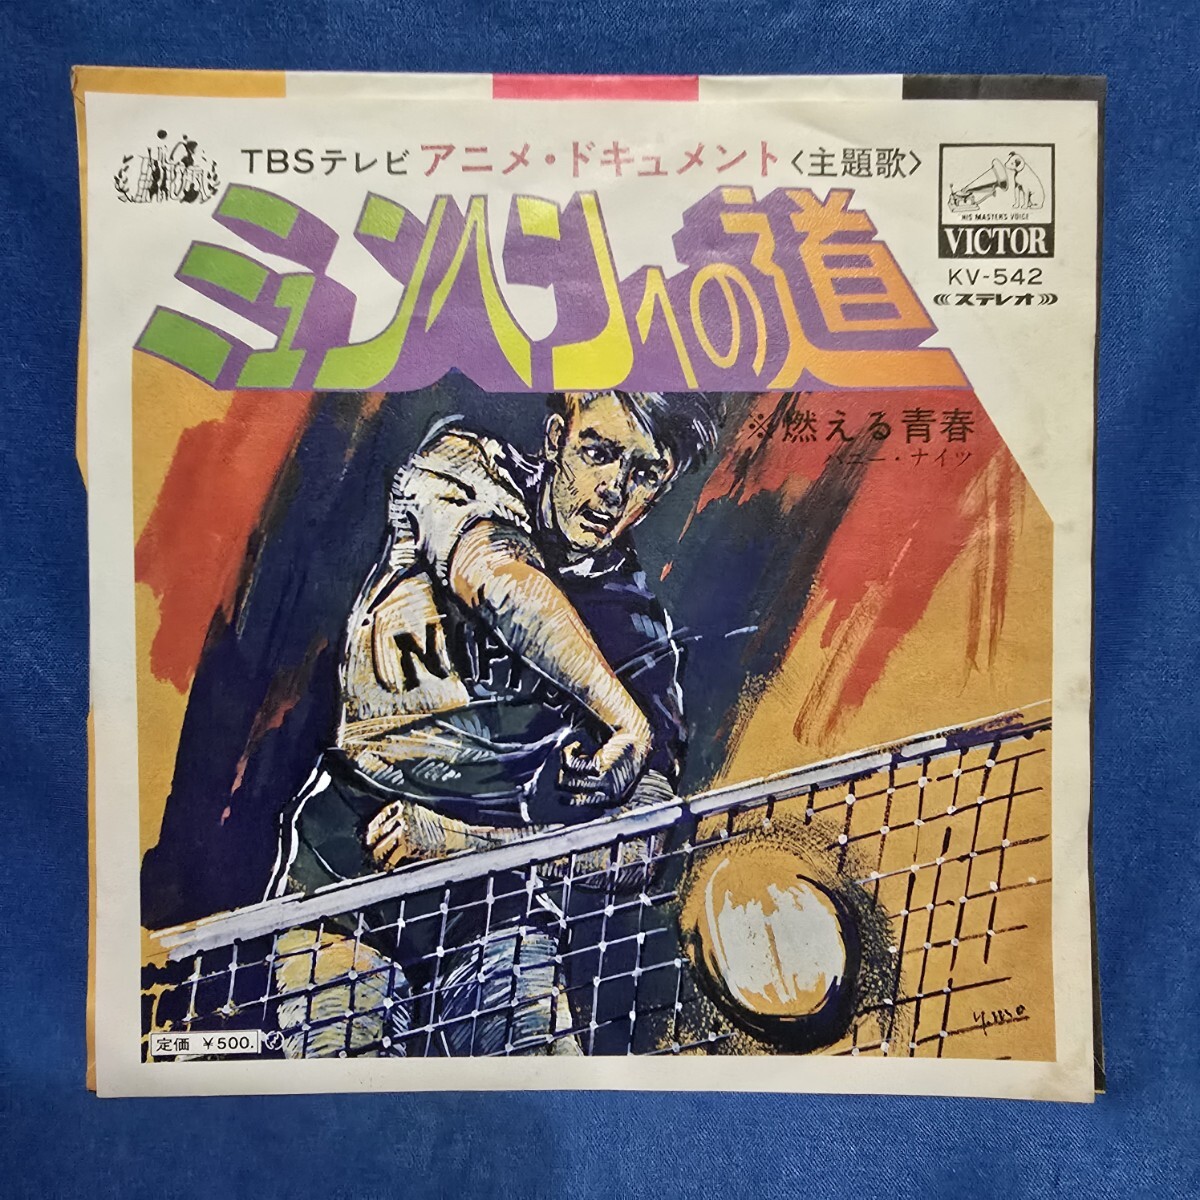 TBSテレビ アニメ・ドキュメント〈主題歌〉
ミュンヘンへの道
HIS MASTER'S VOICE
VICTOR
KV-542
ステレオ
※燃える青春
ハニー・ナイツ
NIPPO
定価 ¥500.